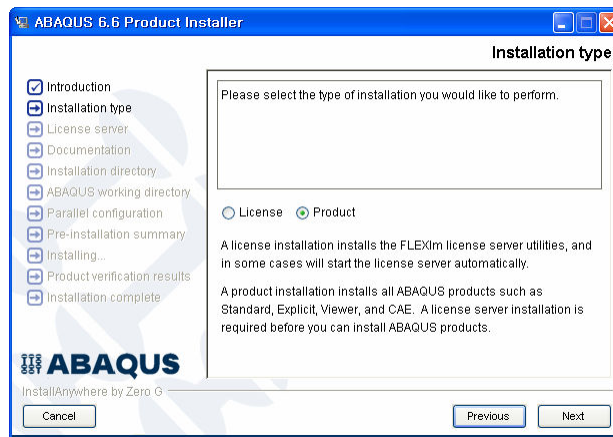 ABAQUS 6.6 Product Installer
Installation type
Introduction
Installation type
License server
Documentation
Installation directory
ABAQUS working directory
Parallel configuration
Pre-installation summary
Installing...
Product verification results
Installation complete
Please select the type of installation you would like to perform.
License
Product
A license installation installs the FLEXlm license server utilities, and
in some cases will start the license server automatically.
A product installation installs all ABAQUS products such as
Standard, Explicit, Viewer, and CAE. A license server installation is
required before you can install ABAQUS products.
ABAQUS
InstallAnywhere by Zero G
Cancel
Previous
Next